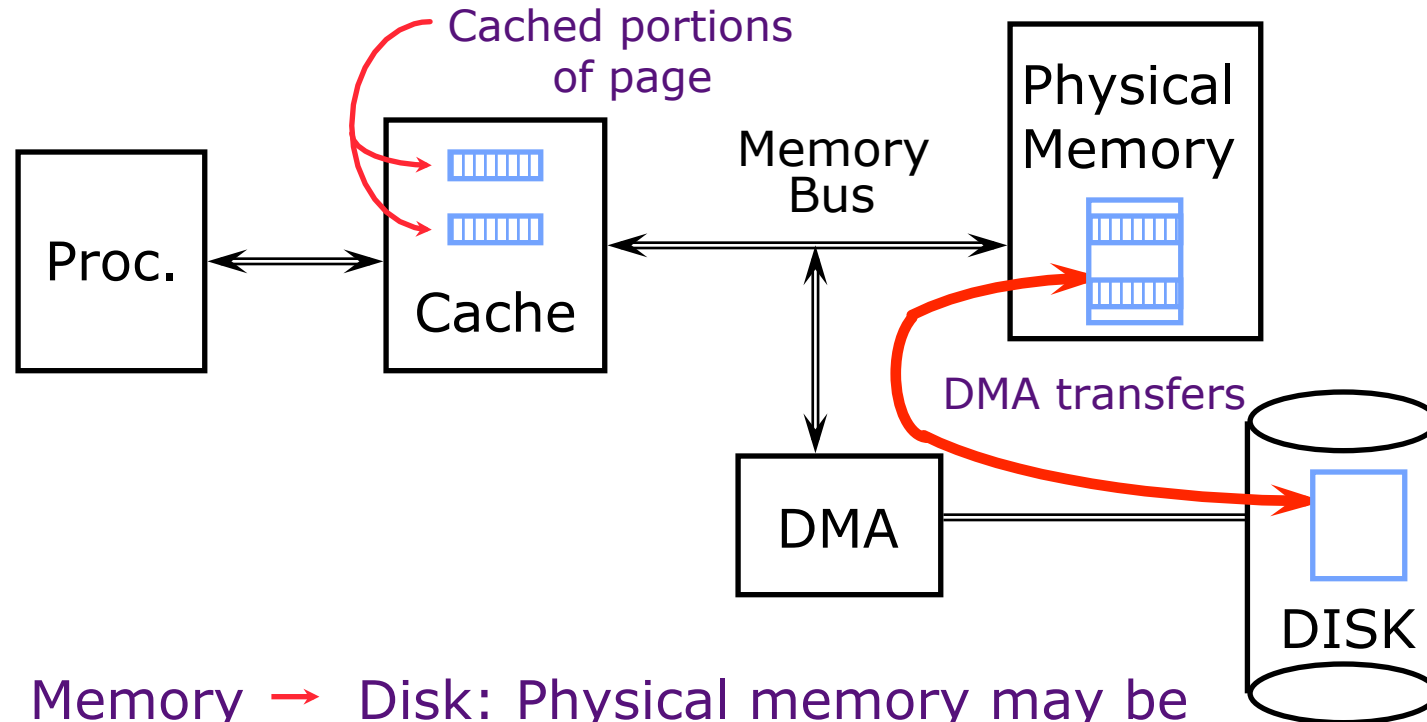 Cached portions
of page
Physical
Memory
Memory
Bus
Proc.
Cache
DMA transfers
DMA
DISK
Memory → Disk: Physical memory may be